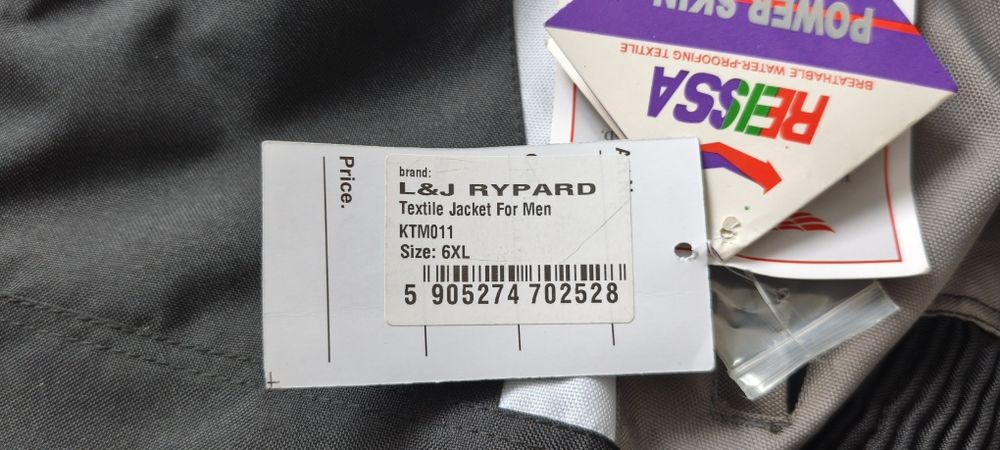 POWER SKIN
BREATHABLE WATER-PROOFING TEXTILE
REISSA
Price.
brand:
L&J RYPARD
Textile Jacket For Men
KTM011
Size: 6XL
5 905274 702528